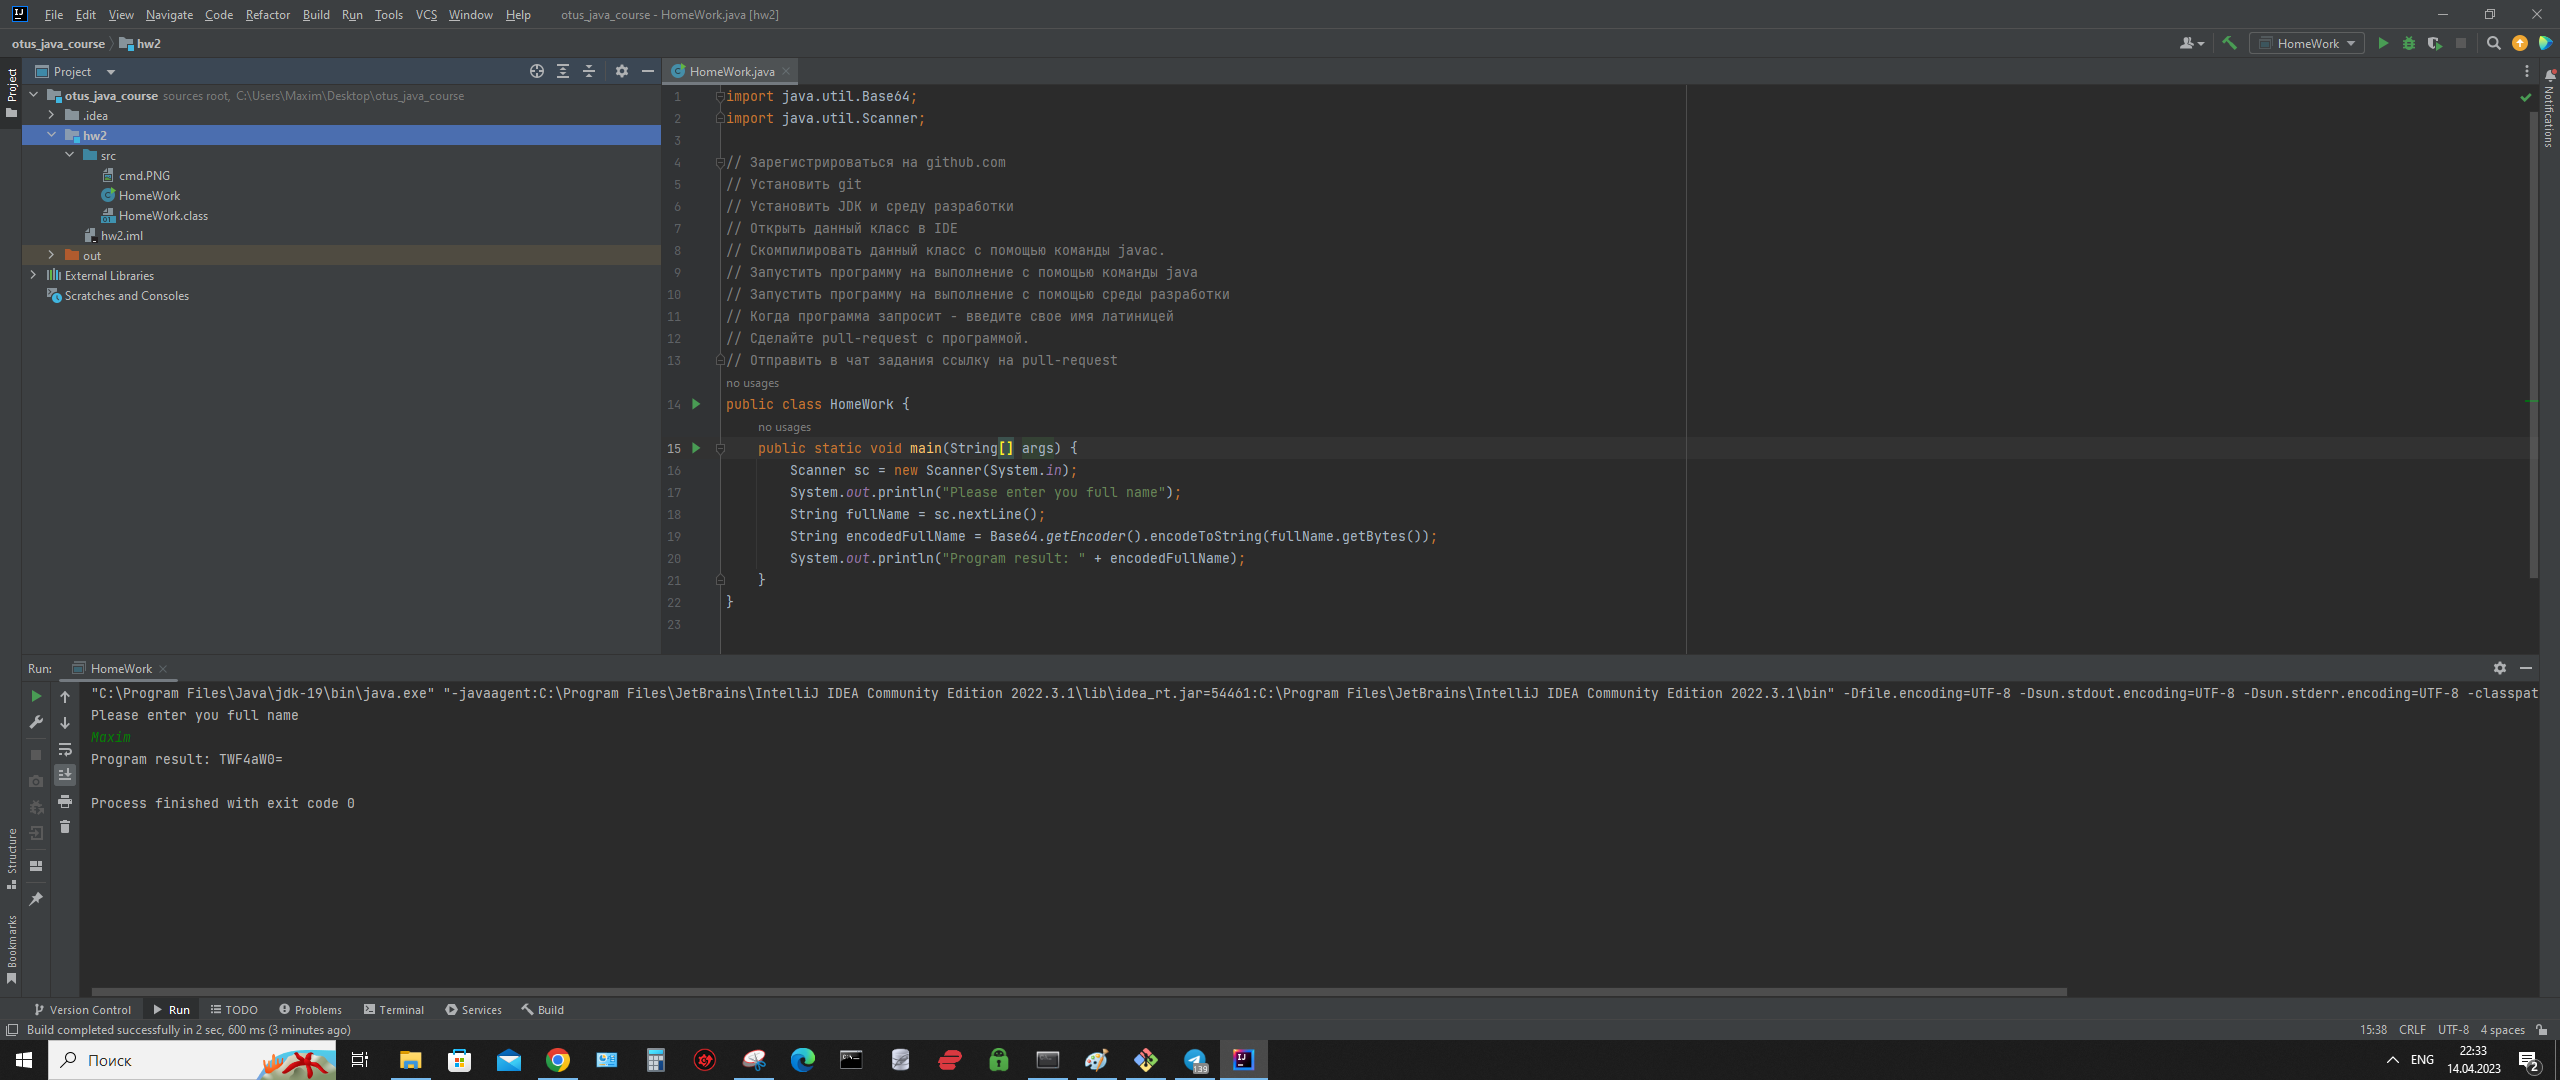 File Edit View Navigate Code Refactor Build Run Tools VCS Window Help otus_java_course - HomeWork.java [hw2]
otus_java_course hw2
HomeWork
Project
HomeWork.java
Project
Notifications
otus_java_course sources root, C:\Users\Maxim\Desktop\otus_java_course
.idea
hw2
src
cmd.PNG
HomeWork
HomeWork.class
hw2.iml
out
External Libraries
Scratches and Consoles
1 import java.util.Base64;
2 import java.util.Scanner;
3
4 // Зарегистрироваться на github.com
5 // Установить git
6 // Установить JDK и среду разработки
7 // Открыть данный класс в IDE
8 // Скомпилировать данный класс с помощью команды javac.
9 // Запустить программу на выполнение с помощью команды java
10 // Запустить программу на выполнение с помощью среды разработки
11 // Когда программа запросит - введите свое имя латиницей
12 // Сделайте pull-request с программой.
13 // Отправить в чат задания ссылку на pull-request
no usages
14 public class HomeWork {
no usages
15 public static void main(String[] args) {
16 Scanner sc = new Scanner(System.in);
17 System.out.println("Please enter you full name");
18 String fullName = sc.nextLine();
19 String encodedFullName = Base64.getEncoder().encodeToString(fullName.getBytes());
20 System.out.println("Program result: " + encodedFullName);
21 }
22 }
23
Run: HomeWork
"C:\Program Files\Java\jdk-19\bin\java.exe" "-javaagent:C:\Program Files\JetBrains\IntelliJ IDEA Community Edition 2022.3.1\lib\idea_rt.jar=54461:C:\Program Files\JetBrains\IntelliJ IDEA Community Edition 2022.3.1\bin" -Dfile.encoding=UTF-8 -Dsun.stdout.encoding=UTF-8 -Dsun.stderr.encoding=UTF-8 -classpat
Please enter you full name
Maxim
Program result: TWF4aW0=
Process finished with exit code 0
Structure
Bookmarks
Version Control Run TODO Problems Terminal Services Build
Build completed successfully in 2 sec, 600 ms (3 minutes ago)
15:38 CRLF UTF-8 4 spaces
Поиск
139
ENG
22:33
14.04.2023
2